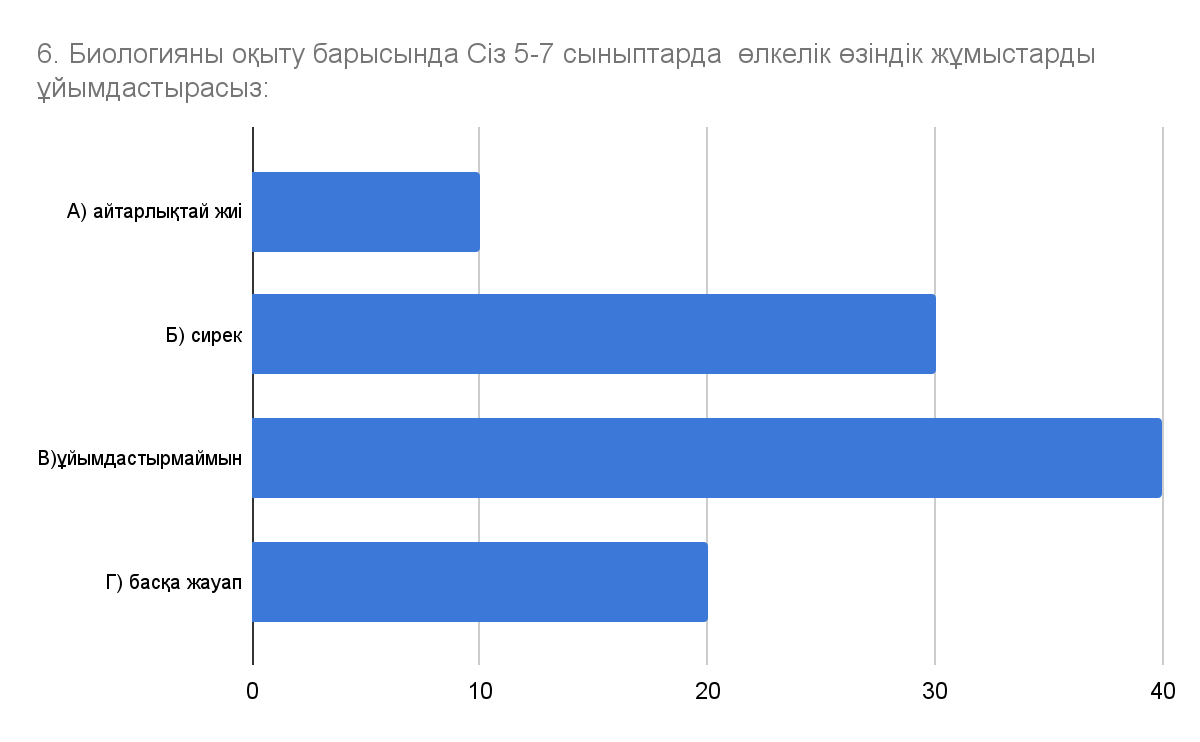 6. Биологияны оқыту барысында Сіз 5-7 сыныптарда  өлкелік өзіндік жұмыстарды
ұйымдастырасыз:
А) айтарлықтай жиі
Б) сирек
В)ұйымдастырмаймын
Г) басқа жауап
0 10 20 30 40